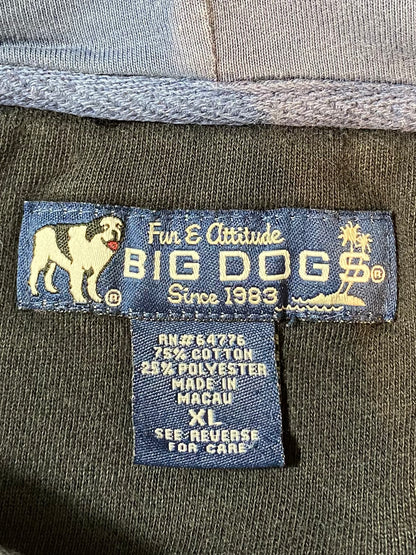 Fun & Attitude
BIG DOGS®
®
Since 1983
RN#64776
75% COTTON
25% POLYESTER
MADE IN
MACAU
XL
SEE REVERSE
FOR CARE